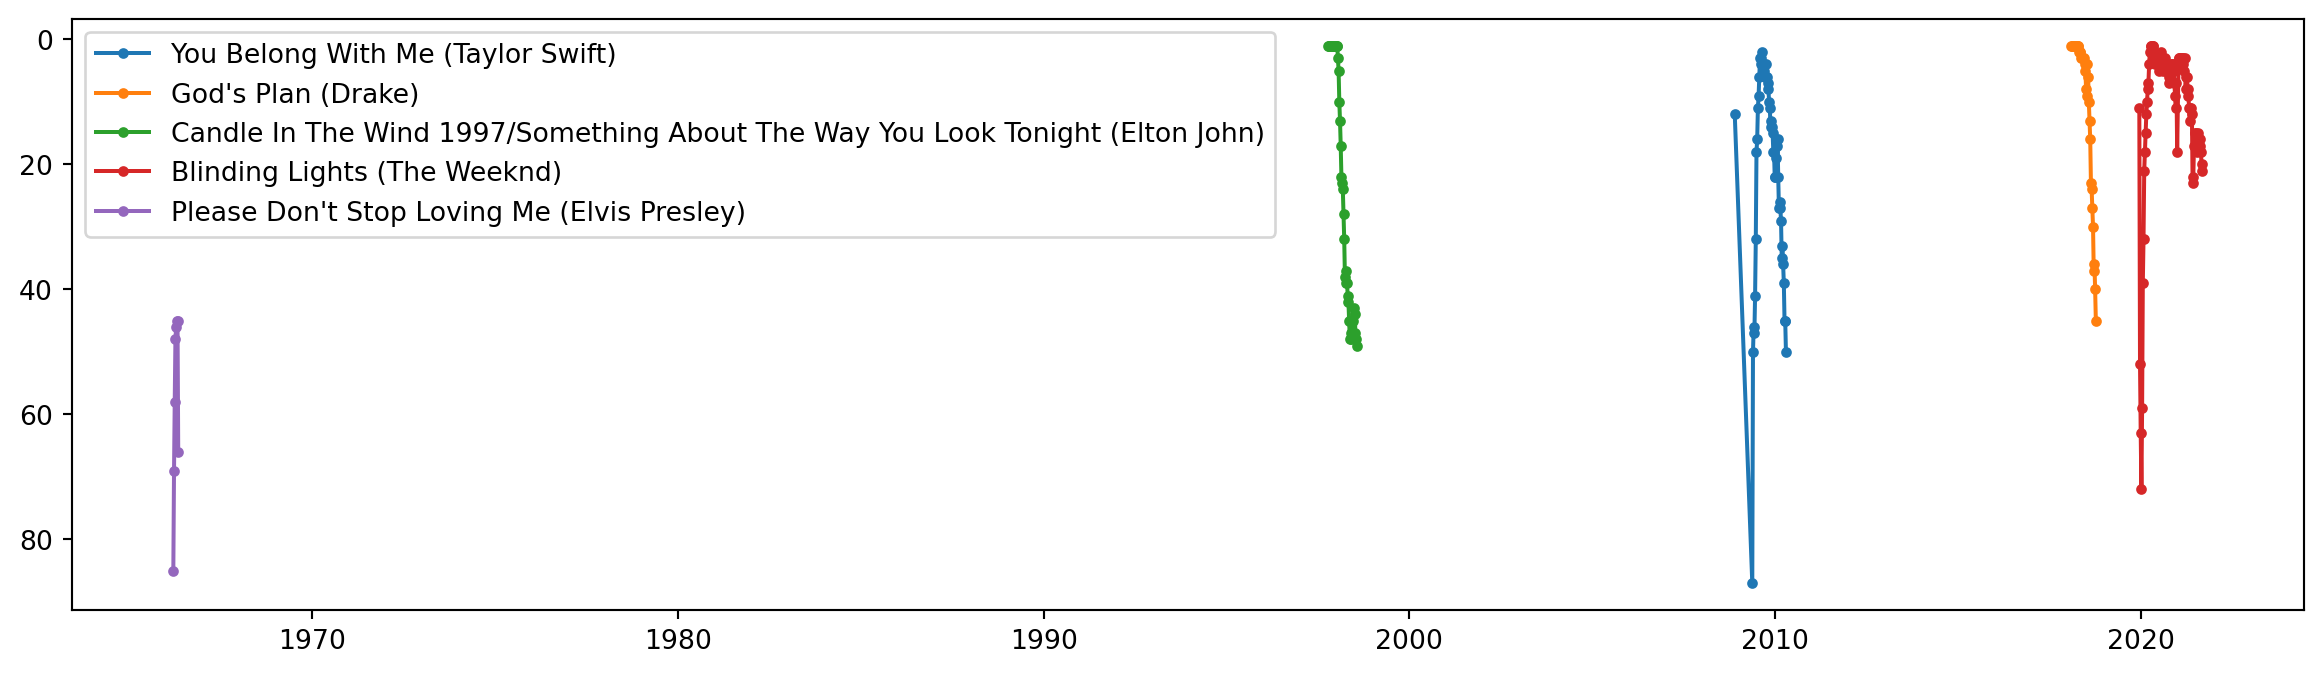 0
20
40
60
80
You Belong With Me (Taylor Swift)
God's Plan (Drake)
Candle In The Wind 1997/Something About The Way You Look Tonight (Elton John)
Blinding Lights (The Weeknd)
Please Don't Stop Loving Me (Elvis Presley)
1970 1980 1990 2000 2010 2020